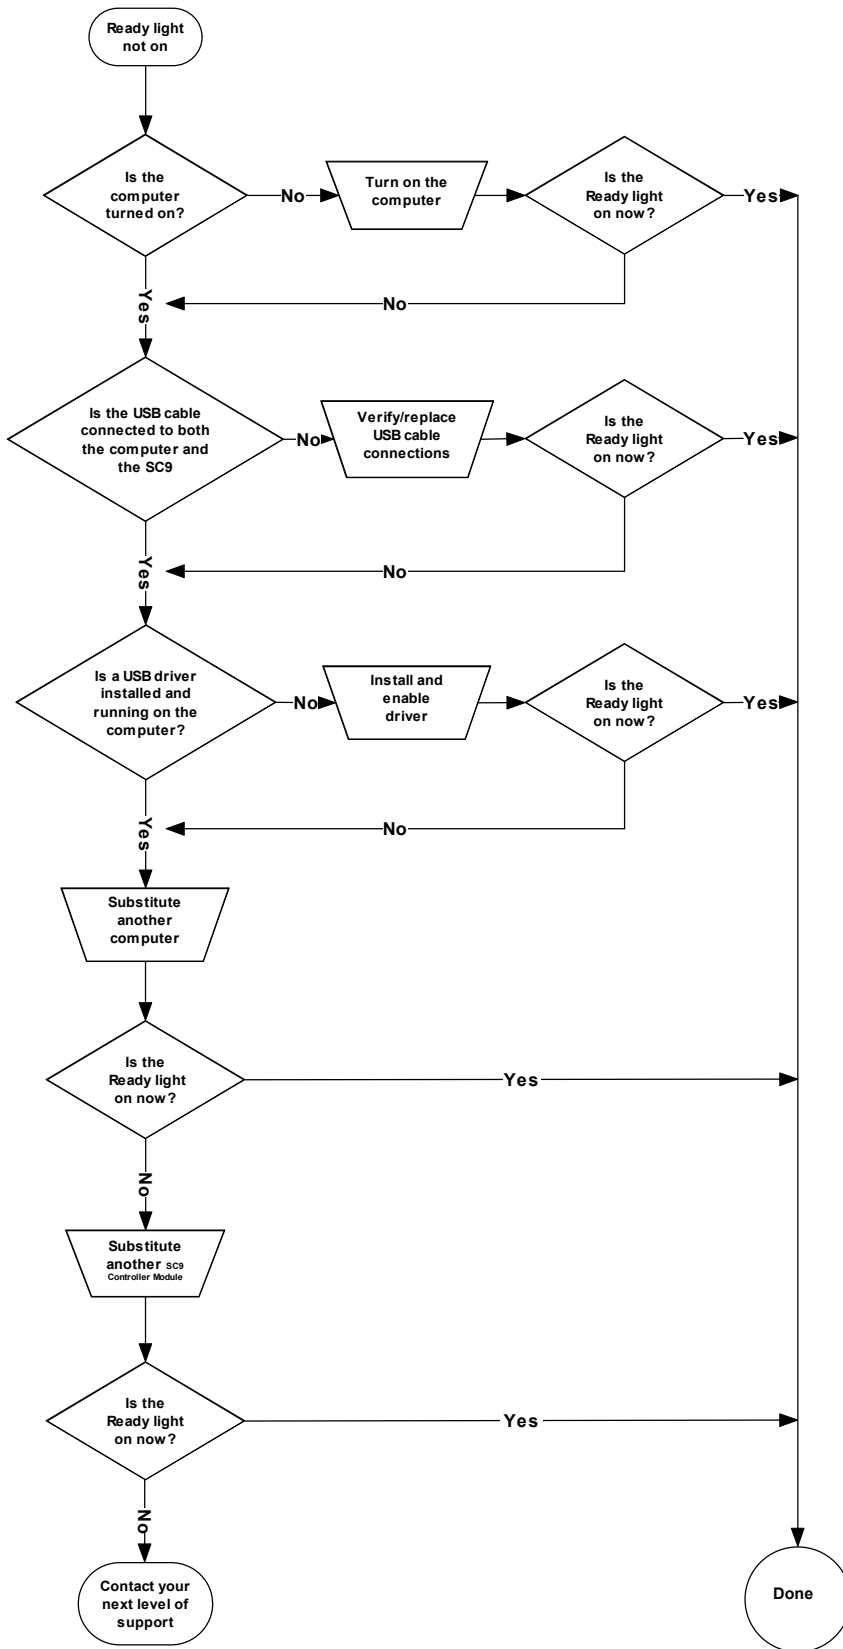 Ready light
not on
Is the
computer
turned on?
No
Turn on the
computer
Is the
Ready light
on now?
Yes
No
Yes
Is the USB cable
connected to both
the computer and
the SC9
No
Verify/replace
USB cable
connections
Is the
Ready light
on now?
Yes
No
Yes
Is a USB driver
installed and
running on the
computer?
No
Install and
enable
driver
Is the
Ready light
on now?
Yes
No
Yes
Substitute
another
computer
Is the
Ready light
on now?
Yes
No
Substitute
another SC9
Controller Module
Is the
Ready light
on now?
Yes
No
Contact your
next level of
support
Done